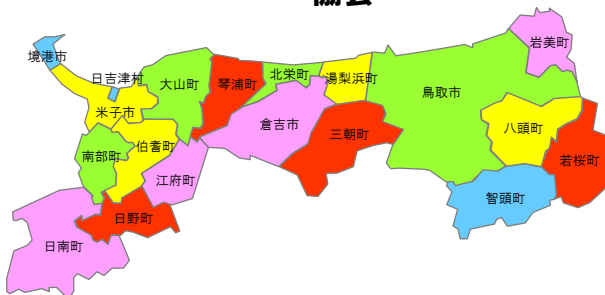 協会
岩美町
境港市
日吉津村
大山町
琴浦町
北栄町
湯梨浜町
鳥取市
米子市
倉吉市
三朝町
八頭町
若桜町
南部町
伯耆町
江府町
智頭町
日野町
日南町